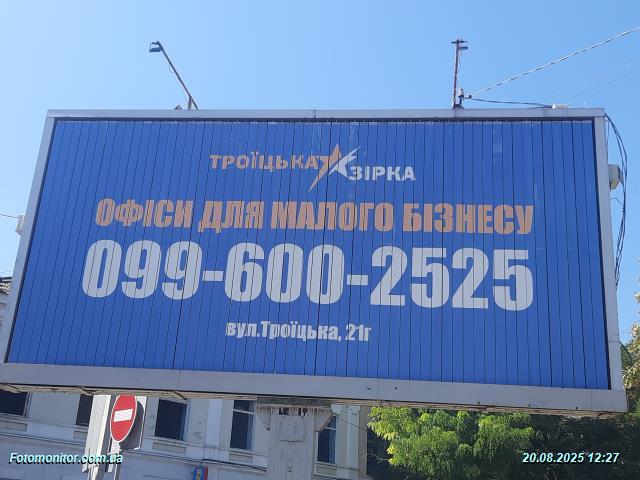 ТРОЇЦЬКА ЗІРКА
ОФІСИ ДЛЯ МАЛОГО БІЗНЕСУ
099-600-2525
вул.Троїцька, 21г
Fotomonitor.com.ua
20.08.2025 12:27